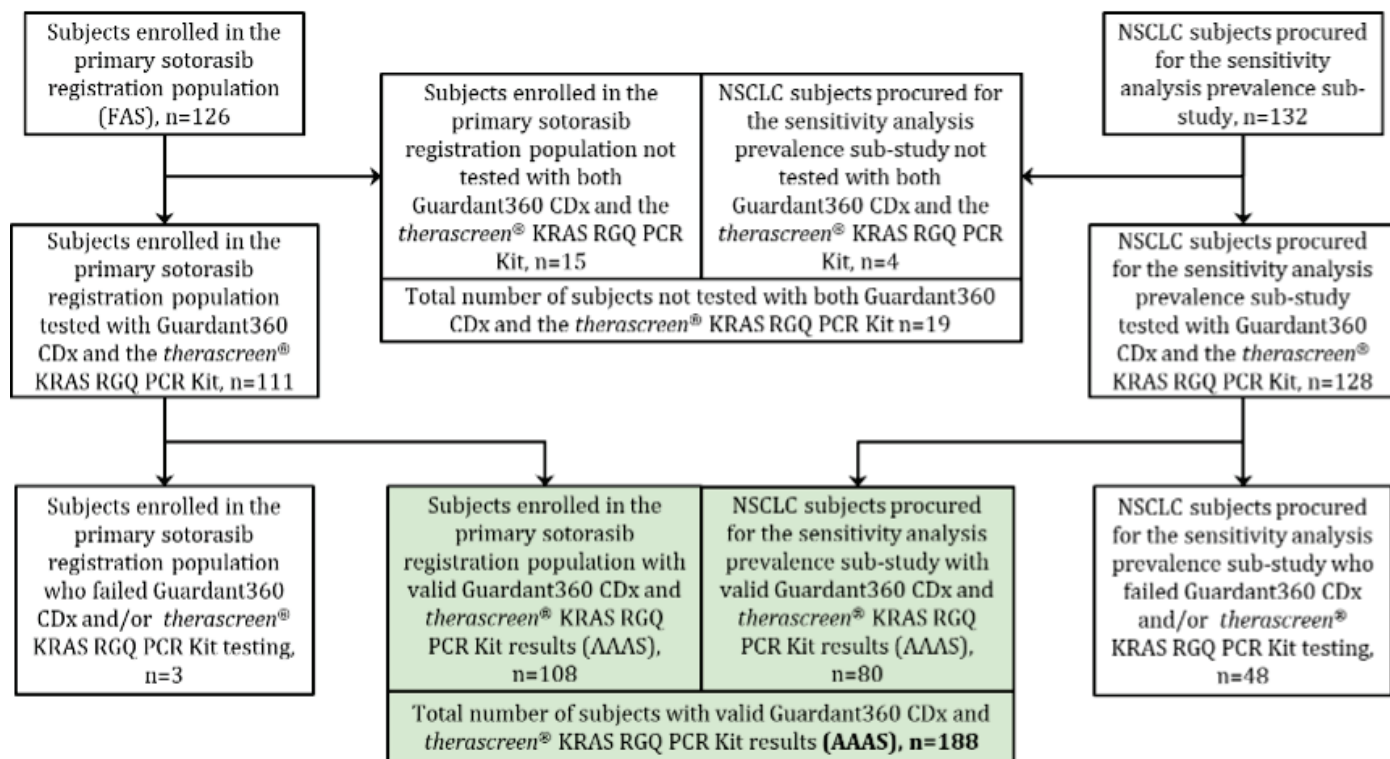 Subjects enrolled in the
primary sotorasib
registration population
(FAS), n=126
NSCLC subjects procured
for the sensitivity
analysis prevalence sub-
study, n=132
Subjects enrolled in the
primary sotorasib
registration population not
tested with both
Guardant360 CDx and the
therascreen® KRAS RGQ PCR
Kit, n=15
NSCLC subjects procured for
the sensitivity analysis
prevalence sub-study not
tested with both
Guardant360 CDx and the
therascreen® KRAS RGQ PCR
Kit, n=4
Total number of subjects not tested with both Guardant360
CDx and the therascreen® KRAS RGQ PCR Kit n=19
Subjects enrolled in the
primary sotorasib
registration population
tested with Guardant360
CDx and the therascreen®
KRAS RGQ PCR Kit, n=111
NSCLC subjects procured
for the sensitivity analysis
prevalence sub-study
tested with Guardant360
CDx and the therascreen®
KRAS RGQ PCR Kit, n=128
Subjects enrolled in the
primary sotorasib
registration population
who failed Guardant360
CDx and/or therascreen®
KRAS RGQ PCR Kit testing,
n=3
Subjects enrolled in the
primary sotorasib
registration population with
valid Guardant360 CDx and
therascreen® KRAS RGQ
PCR Kit results (AAAS),
n=108
NSCLC subjects procured
for the sensitivity analysis
prevalence sub-study with
valid Guardant360 CDx and
therascreen® KRAS RGQ
PCR Kit results (AAAS),
n=80
NSCLC subjects procured
for the sensitivity analysis
prevalence sub-study who
failed Guardant360 CDx
and/or therascreen®
KRAS RGQ PCR Kit testing,
n=48
Total number of subjects with valid Guardant360 CDx and
therascreen® KRAS RGQ PCR Kit results (AAAS), n=188